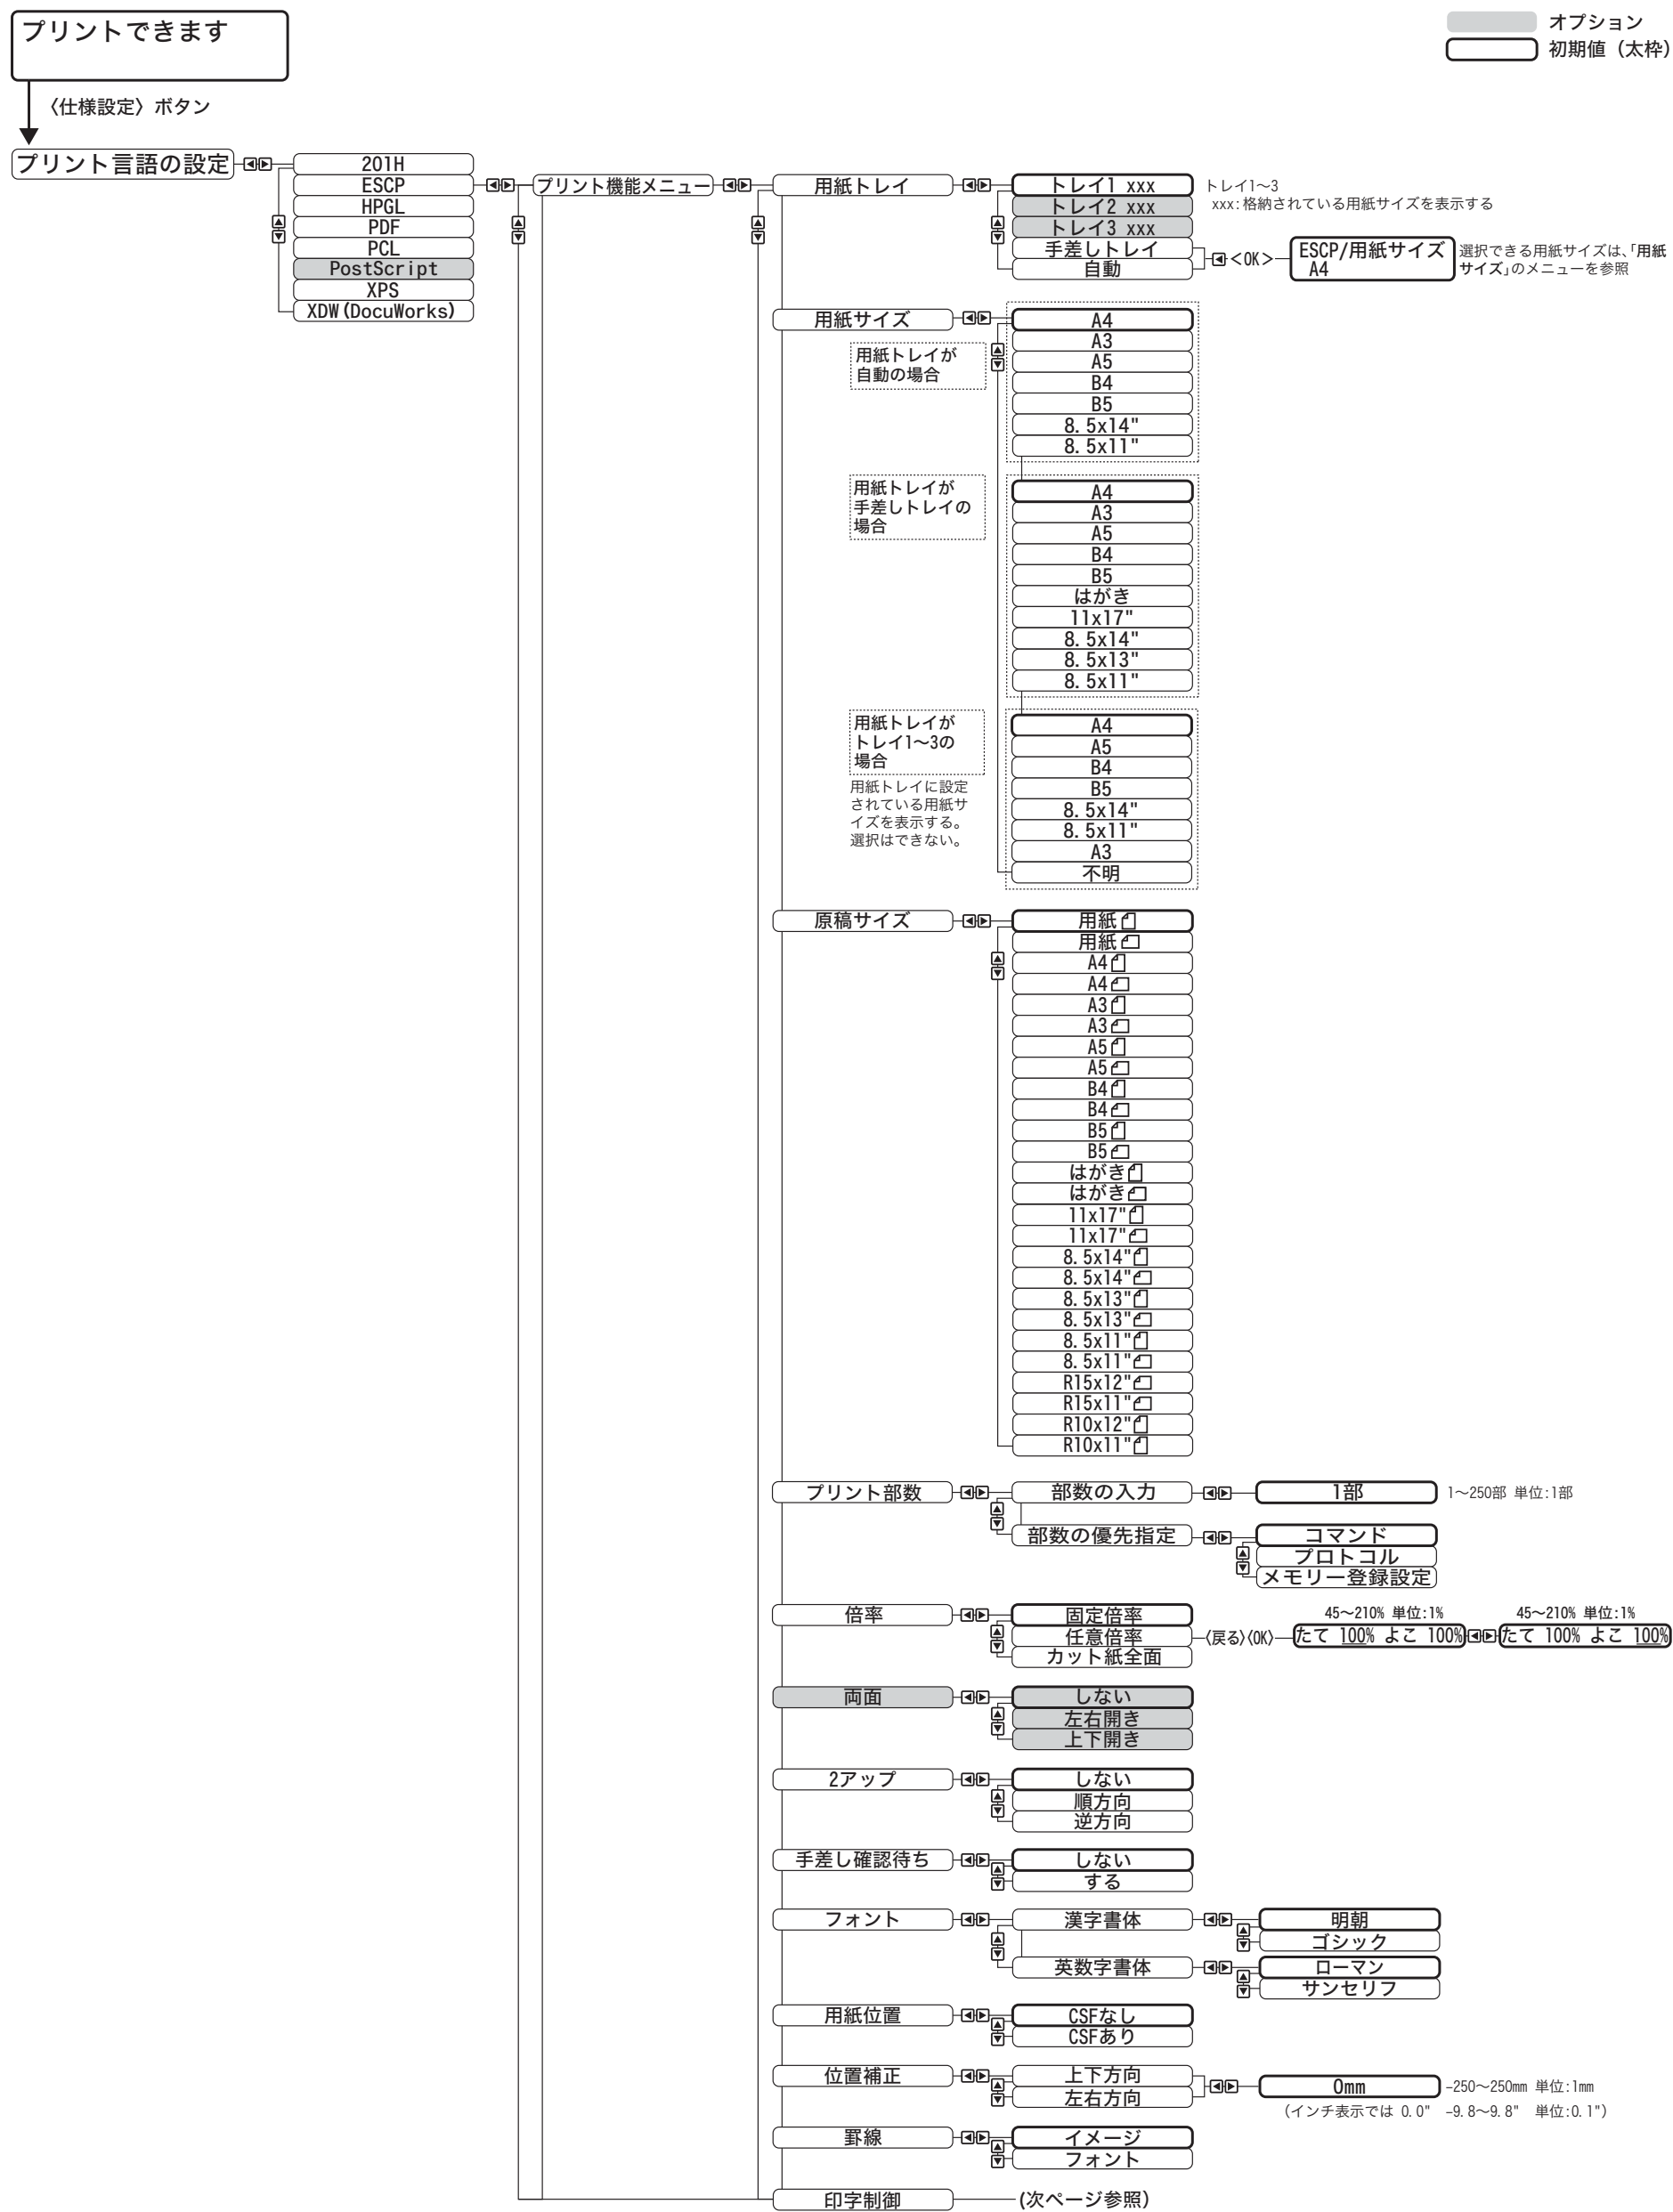 プリントできます
オプション
初期値（太枠）
〈仕様設定〉ボタン
プリント言語の設定
201H
ESCP
HPGL
PDF
PCL
PostScript
XPS
XDW(DocuWorks)
プリント機能メニュー
用紙トレイ
トレイ1 xxx
トレイ2 xxx
トレイ3 xxx
手差しトレイ
自動
トレイ1～3
xxx:格納されている用紙サイズを表示する
<OK>
ESCP/用紙サイズ
A4
選択できる用紙サイズは、「用紙
サイズ」のメニューを参照
用紙サイズ
用紙トレイが
自動の場合
A4
A3
A5
B4
B5
8.5x14"
8.5x11"
用紙トレイが
手差しトレイの
場合
A4
A3
A5
B4
B5
はがき
11x17"
8.5x14"
8.5x13"
8.5x11"
用紙トレイが
トレイ1～3の
場合
用紙トレイに設定
されている用紙サ
イズを表示する。
選択はできない。
A4
A5
B4
B5
8.5x14"
8.5x11"
A3
不明
原稿サイズ
用紙
用紙
A4
A4
A3
A3
A5
A5
B4
B4
B5
B5
はがき
はがき
11x17"
11x17"
8.5x14"
8.5x14"
8.5x13"
8.5x13"
8.5x11"
8.5x11"
R15x12"
R15x11"
R10x12"
R10x11"
プリント部数
部数の入力
1部
1～250部 単位:1部
部数の優先指定
コマンド
プロトコル
メモリー登録設定
倍率
固定倍率
任意倍率
カット紙全面
〈戻る〉〈OK〉
45～210% 単位:1%
たて 100% よこ 100%
45～210% 単位:1%
たて 100% よこ 100%
両面
しない
左右開き
上下開き
2アップ
しない
順方向
逆方向
手差し確認待ち
しない
する
フォント
漢字書体
明朝
ゴシック
英数字書体
ローマン
サンセリフ
用紙位置
CSFなし
CSFあり
位置補正
上下方向
左右方向
0mm
-250～250mm 単位:1mm
（インチ表示では 0.0" -9.8～9.8" 単位:0.1"）
罫線
イメージ
フォント
印字制御
(次ページ参照)